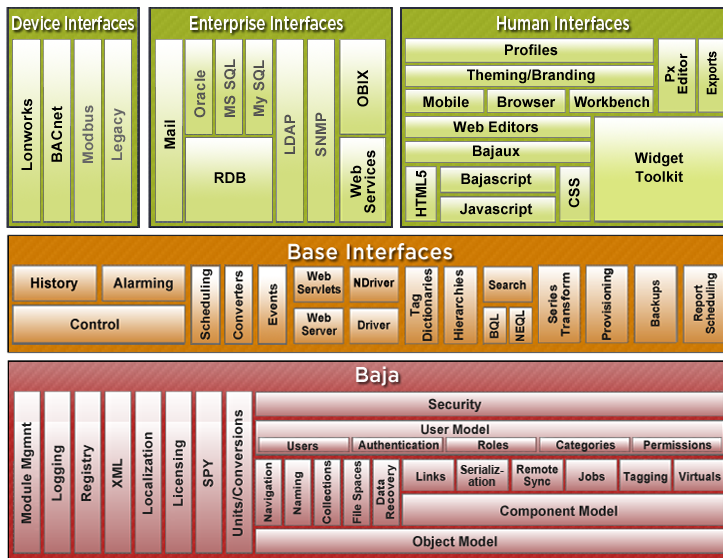 Device Interfaces
Lonworks
BACnet
Modbus
Legacy
Enterprise Interfaces
Mail
Oracle
MS SQL
My SQL
RDB
LDAP
SNMP
OBIX
Web
Services
Human Interfaces
Profiles
Theming/Branding
Mobile
Browser
Workbench
Px
Editor
Exports
Web Editors
Bajaux
HTML5
Bajascript
Javascript
CSS
Widget
Toolkit
Base Interfaces
History
Alarming
Control
Scheduling
Converters
Events
Web
Servlets
Web
Server
NDriver
Driver
Tag
Dictionaries
Hierarchies
Search
BQL
NEQL
Series
Transform
Provisioning
Backups
Report
Scheduling
Baja
Module Mgmnt
Logging
Registry
XML
Localization
Licensing
SPY
Units/Conversions
Security
User Model
Users
Authentication
Roles
Categories
Permissions
Navigation
Naming
Collections
File Spaces
Data
Recovery
Links
Serializ-
ation
Remote
Sync
Jobs
Tagging
Virtuals
Component Model
Object Model